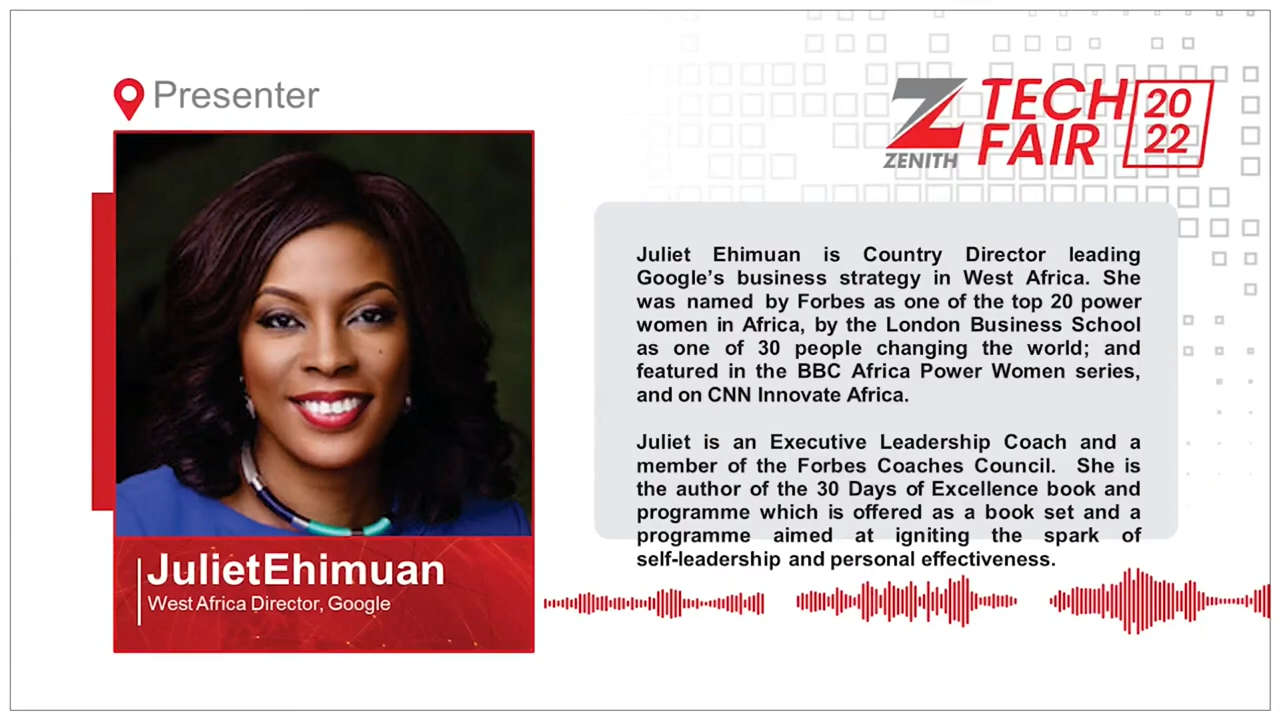 Presenter
JulietEhimuan
West Africa Director, Google
ZENITH
TECH
FAIR
20
22
Juliet Ehimuan is Country Director leading
Google's business strategy in West Africa. She
was named by Forbes as one of the top 20 power
women in Africa, by the London Business School
as one of 30 people changing the world; and
featured in the BBC Africa Power Women series,
and on CNN Innovate Africa.
Juliet is an Executive Leadership Coach and a
member of the Forbes Coaches Council. She is
the author of the 30 Days of Excellence book and
programme which is offered as a book set and a
programme aimed at igniting the spark of
self-leadership and personal effectiveness.